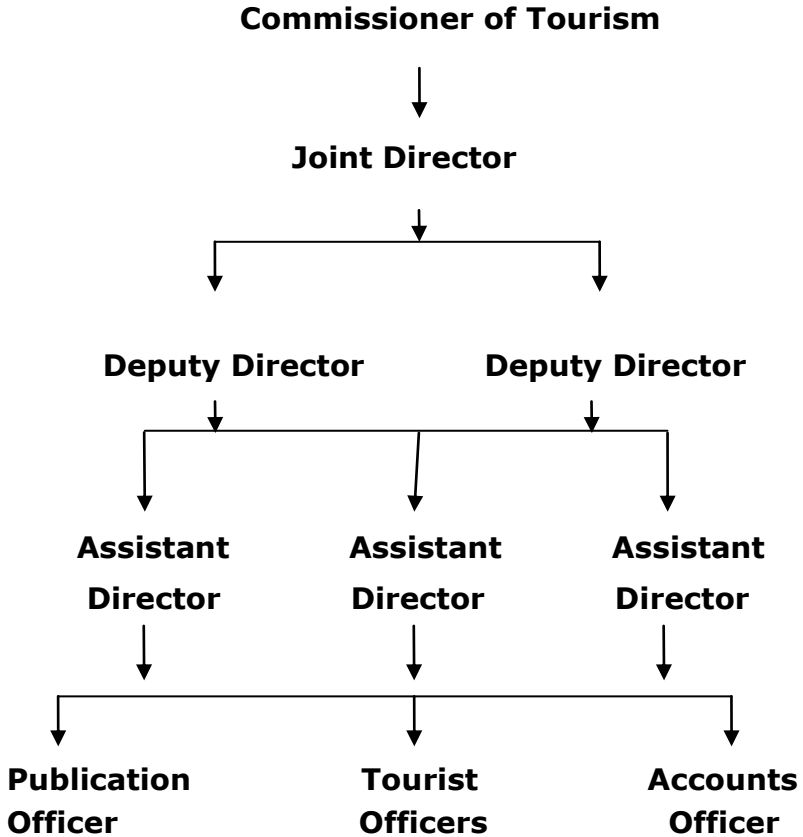 Commissioner of Tourism
Joint Director
Deputy Director Deputy Director
Assistant Assistant Assistant
Director Director Director
Publication Tourist Accounts
Officer Officers Officer